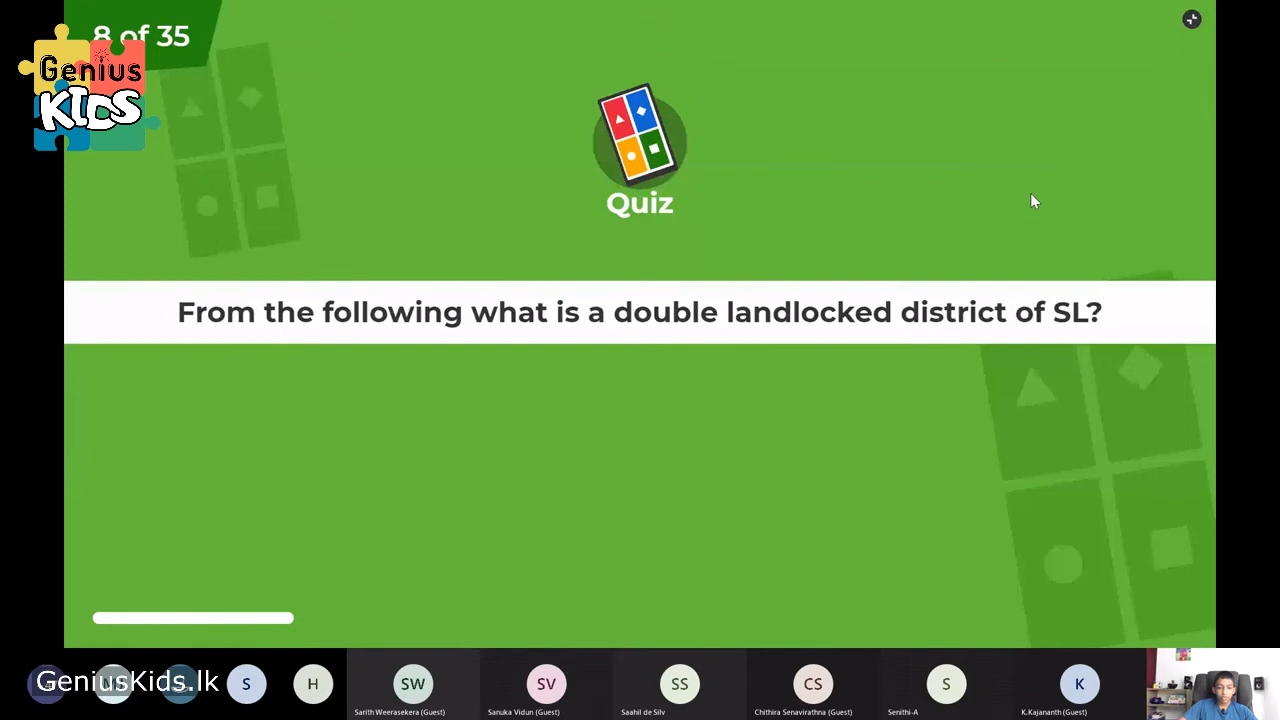 8 of 35
Genius
KIDS
Quiz
From the following what is a double landlocked district of SL?
GeniusKids.lk
S
H
SW
SV
SS
CS
S
K
Sarith Weerasekera (Guest)
Sanuka Vidun (Guest)
Saahil de Silv
Chithira Senavirathna (Guest)
Senithi-A
K.Kajananth (Guest)